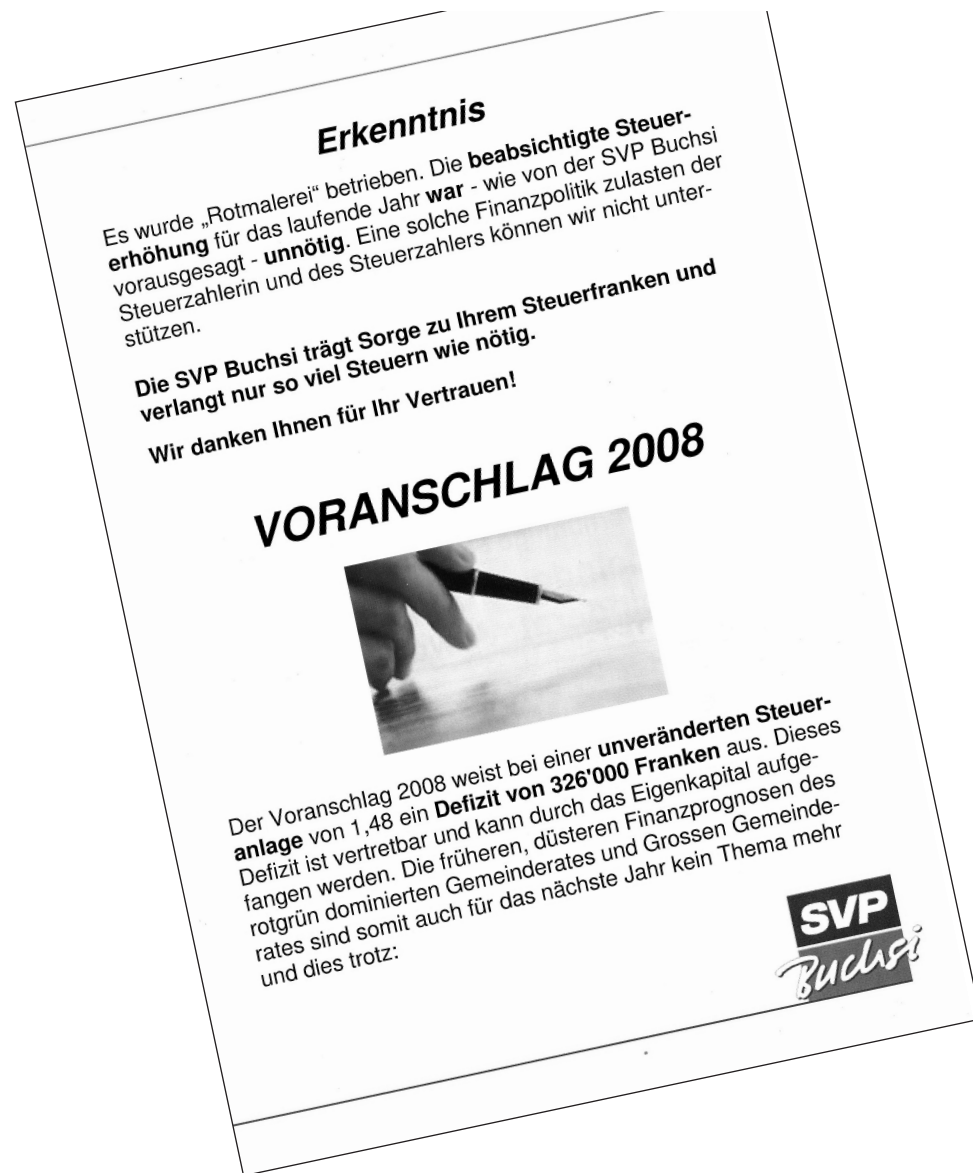 Erkenntnis
Es wurde „Rotmalerei“ betrieben. Die beabsichtigte Steuer-
erhöhung für das laufende Jahr war - wie von der SVP Buchsi
vorausgesagt - unnötig. Eine solche Finanzpolitik zulasten der
Steuerzahlerin und des Steuerzahlers können wir nicht unter-
stützen.
Die SVP Buchsi trägt Sorge zu Ihrem Steuerfranken und
verlangt nur so viel Steuern wie nötig.
Wir danken Ihnen für Ihr Vertrauen!
VORANSCHLAG 2008
Der Voranschlag 2008 weist bei einer unveränderten Steuer-
anlage von 1,48 ein Defizit von 326'000 Franken aus. Dieses
Defizit ist vertretbar und kann durch das Eigenkapital aufge-
fangen werden. Die früheren, düsteren Finanzprognosen des
rotgrün dominierten Gemeinderates und Grossen Gemeinde-
rates sind somit auch für das nächste Jahr kein Thema mehr
und dies trotz:
SVP
Buchsi